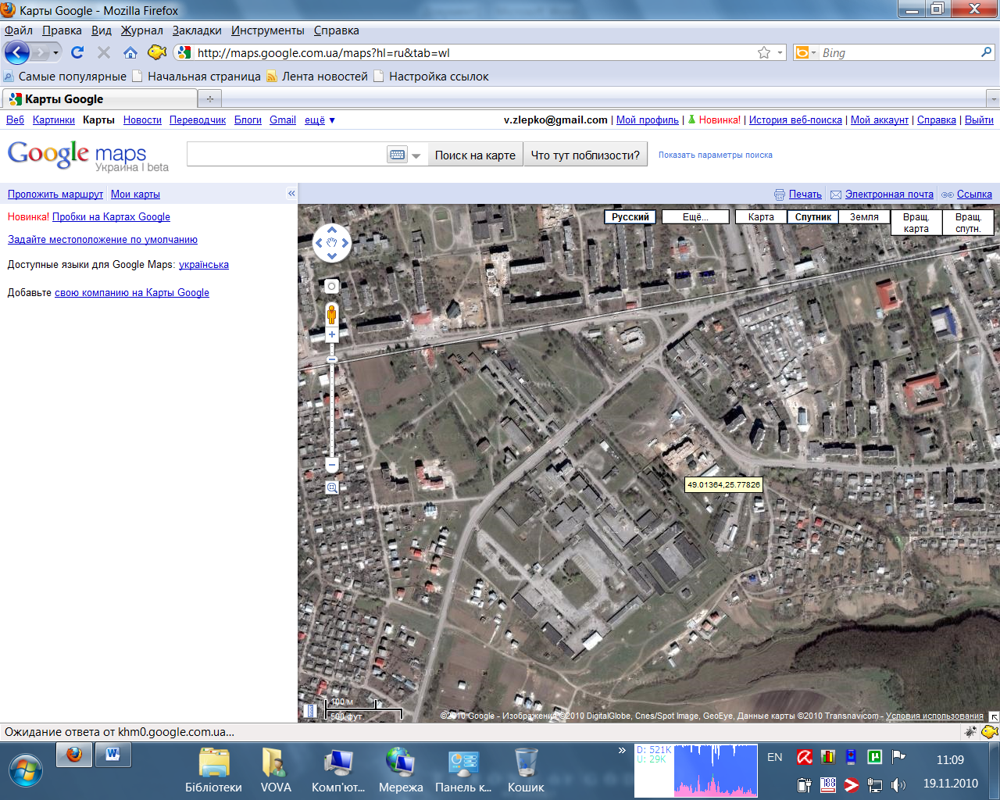 Карты Google - Mozilla Firefox
Файл Правка Вид Журнал Закладки Инструменты Справка
http://maps.google.com.ua/maps?hl=ru&tab=wl
Bing
Самые популярные Начальная страница Лента новостей Настройка ссылок
Карты Google
Веб Картинки Карты Новости Переводчик Блоги Gmail ещё ▼
v.zlepko@gmail.com | Мой профиль | Новинка! | История веб-поиска | Мой аккаунт | Справка | Выйти
Google maps
Украина | beta
Поиск на карте
Что тут поблизости?
Показать параметры поиска
Проложить маршрут Мои карты «
Печать Электронная почта Ссылка
Новинка! Пробки на Картах Google
Задайте местоположение по умолчанию
Доступные языки для Google Maps: українська
Добавьте свою компанию на Карты Google
Русский Ещё... Карта Спутник Земля
Вращ. карта
Вращ. спутн.
49.01364,25.77826
100 м
500 фут.
©2010 Google - Изображения ©2010 DigitalGlobe, Cnes/Spot Image, GeoEye, Данные карты ©2010 Transnavicom - Условия использования
Ожидание ответа от khm0.google.com.ua...
Бібліотеки VOVA Комп'ют... Мережа Панель к... Кошик
»
D: 521K
U: 29K
EN
11:09
19.11.2010